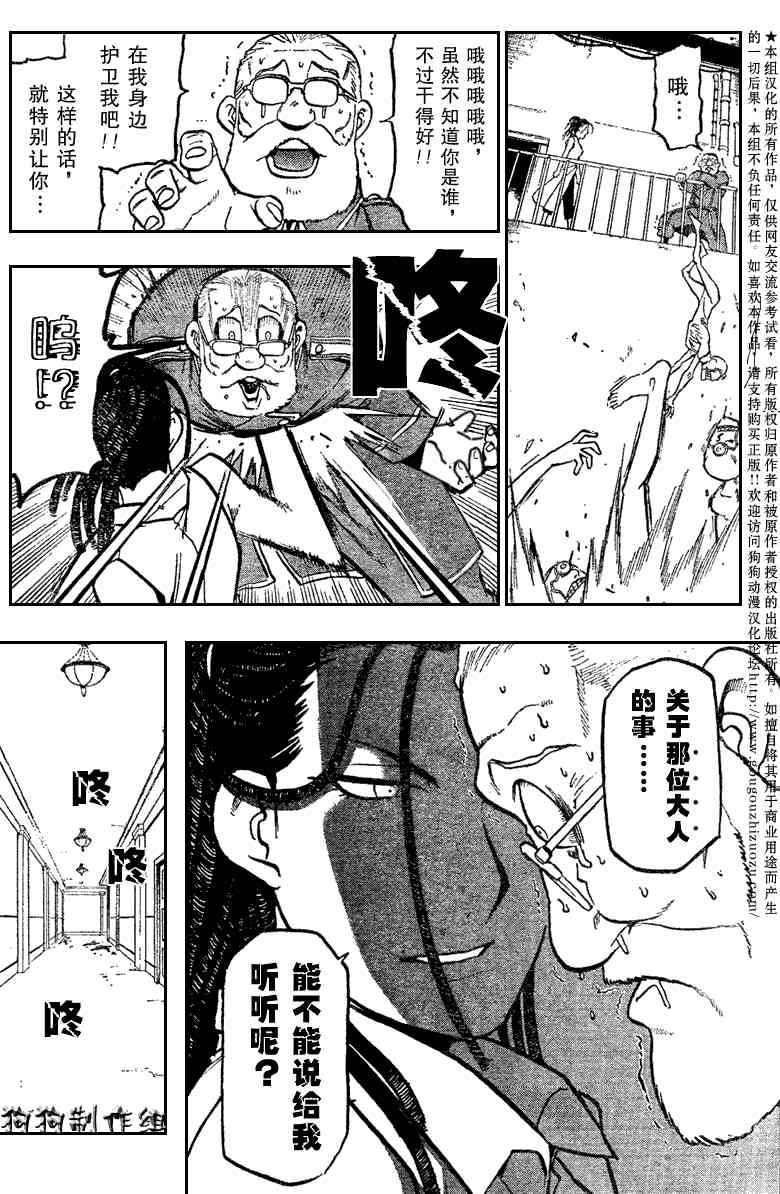 ★本组汉化的所有作品，仅供网友交流参考试看，所有版权归原作者和被原作者授权的出版社所有。如擅自将其用于商业用途而产生
的一切后果，本组不负任何责任。如喜欢本作品，请支持购买正版!!欢迎访问狗狗动漫汉化论坛http://www.gougouzhizuozu.com/
哦…
哦哦哦哦，
虽然不知道你是谁，
不过干得好!!
在我身边
护卫我吧!!
这样的话，
就特别让你…
咚
呜!?
关于那位大人
的事……
能不能说给我
听听呢？
咚
咚
咚
狗狗制作组